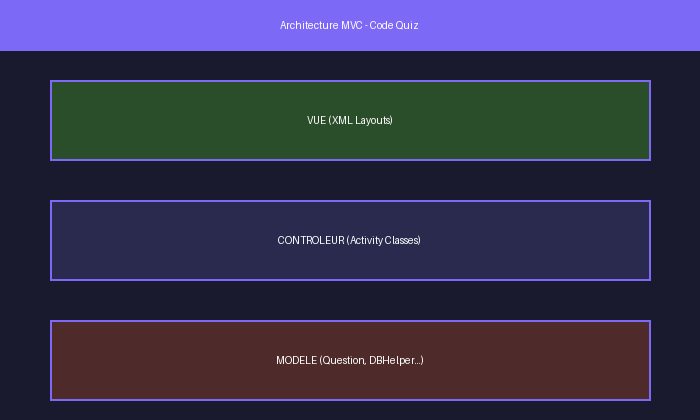 Architecture MVC - Code Quiz
VUE (XML Layouts)
CONTROLEUR (Activity Classes)
MODELE (Question, DBHelper...)